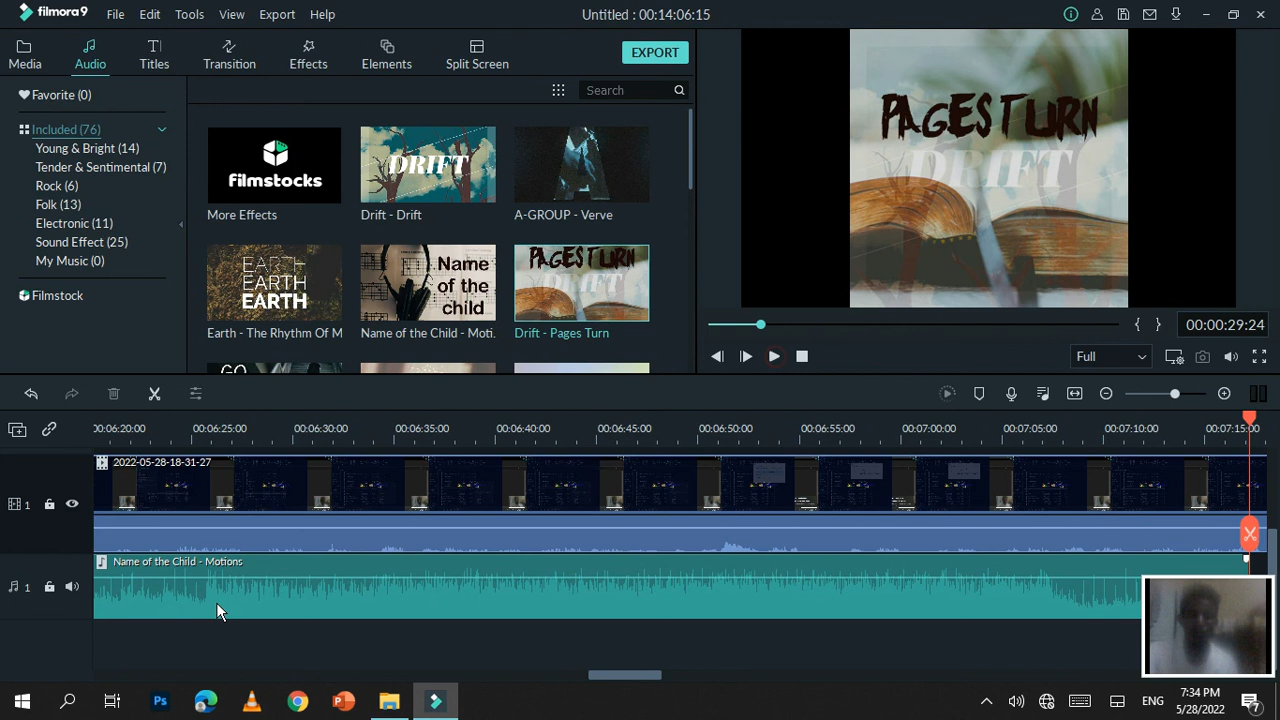 filmora9
File Edit Tools View Export Help
Untitled : 00:14:06:15
Media Audio Titles Transition Effects Elements Split Screen
EXPORT
Favorite (0)
Included (76)
Young & Bright (14)
Tender & Sentimental (7)
Rock (6)
Folk (13)
Electronic (11)
Sound Effect (25)
My Music (0)
Filmstock
Search
filmstocks
DRIFT
A
More Effects
Drift - Drift
A-GROUP - Verve
EARTH
EARTH
EARTH
Name
of the
child
PAGES TURN
DRIFT
Earth - The Rhythm Of M
Name of the Child - Moti.
Drift - Pages Turn
GO
PAGES TURN
DRIFT
{ } 00:00:29:24
Full
00:06:20:00 00:06:25:00 00:06:30:00 00:06:35:00 00:06:40:00 00:06:45:00 00:06:50:00 00:06:55:00 00:07:00:00 00:07:05:00 00:07:10:00 00:07:15:00
2022-05-28-18-31-27
1
Name of the Child - Motions
1
Ps
ENG
7:34 PM
5/28/2022
7